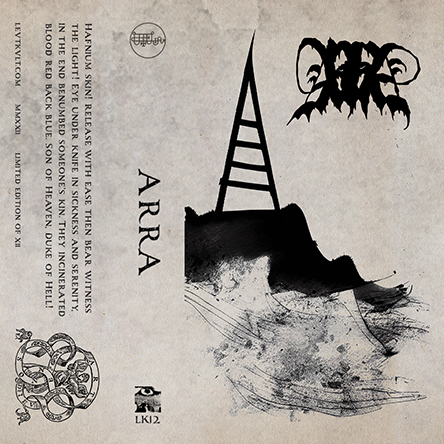 ARRA
LK12
HAFNIUM SKIN! RELEASE WITH EASE THEN BEAR WITNESS
THE LIGHT! EYE UNDER KNIFE IN SICKNESS AND SERENITY,
IN THE END BENUMBED SOMEONE'S KIN. THEY INCINERATED
BLOOD RED BACK BLUE. SON OF HEAVEN, DUKE OF HELL!
LEVTKVLT.COM MMXXII LIMITED EDITION OF XII